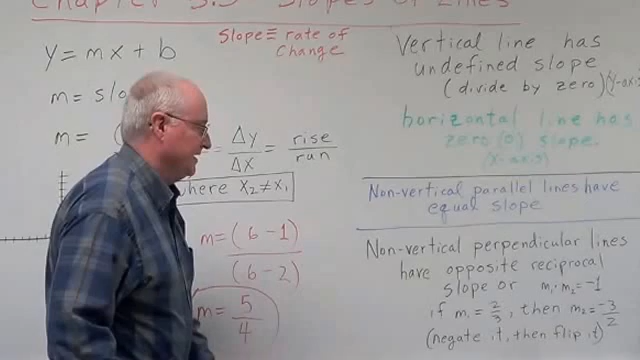 Chapter 3.3 Slopes of Lines
Slope ≡ rate of
change
y = mx + b
m = slo
m = (
= Δy/Δx = rise/run
where x₂ ≠ x₁
m = (6-1)/(6-2)
m = 5/4
Vertical line has
undefined slope
(divide by zero) (y-axis
horizontal line has
zero (0) slope.
(x-axis)
Non-vertical parallel lines have
equal slope
Non-vertical perpendicular lines
have opposite reciprocal
slope or m₁·m₂=-1
if m₁ = 2/3, then m₂ = -3/2
(negate it, then flip it)